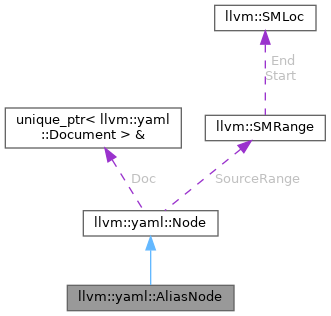 llvm::SMLoc
End
Start
unique_ptr< llvm::yaml
::Document > &
llvm::SMRange
Doc
SourceRange
llvm::yaml::Node
llvm::yaml::AliasNode